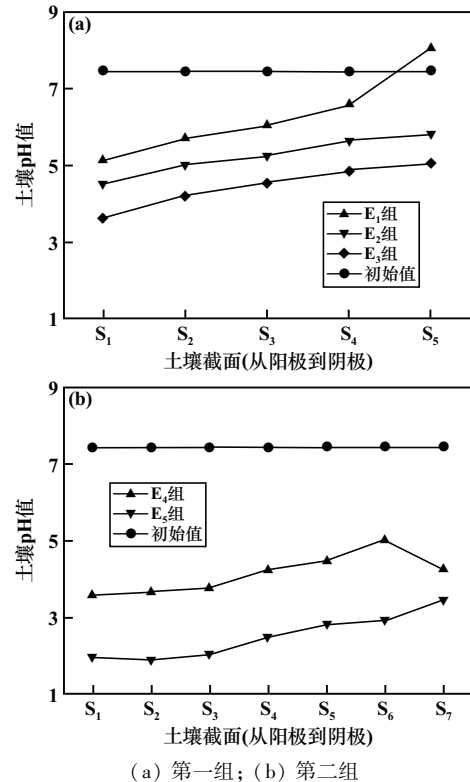 (a)
9
7
5
3
1
土壤pH值
E₁组
E₂组
E₃组
初始值
S₁ S₂ S₃ S₄ S₅
土壤截面(从阳极到阴极)
(b)
9
7
5
3
1
土壤pH值
E₄组
E₅组
初始值
S₁ S₂ S₃ S₄ S₅ S₆ S₇
土壤截面(从阳极到阴极)
(a) 第一组; (b) 第二组